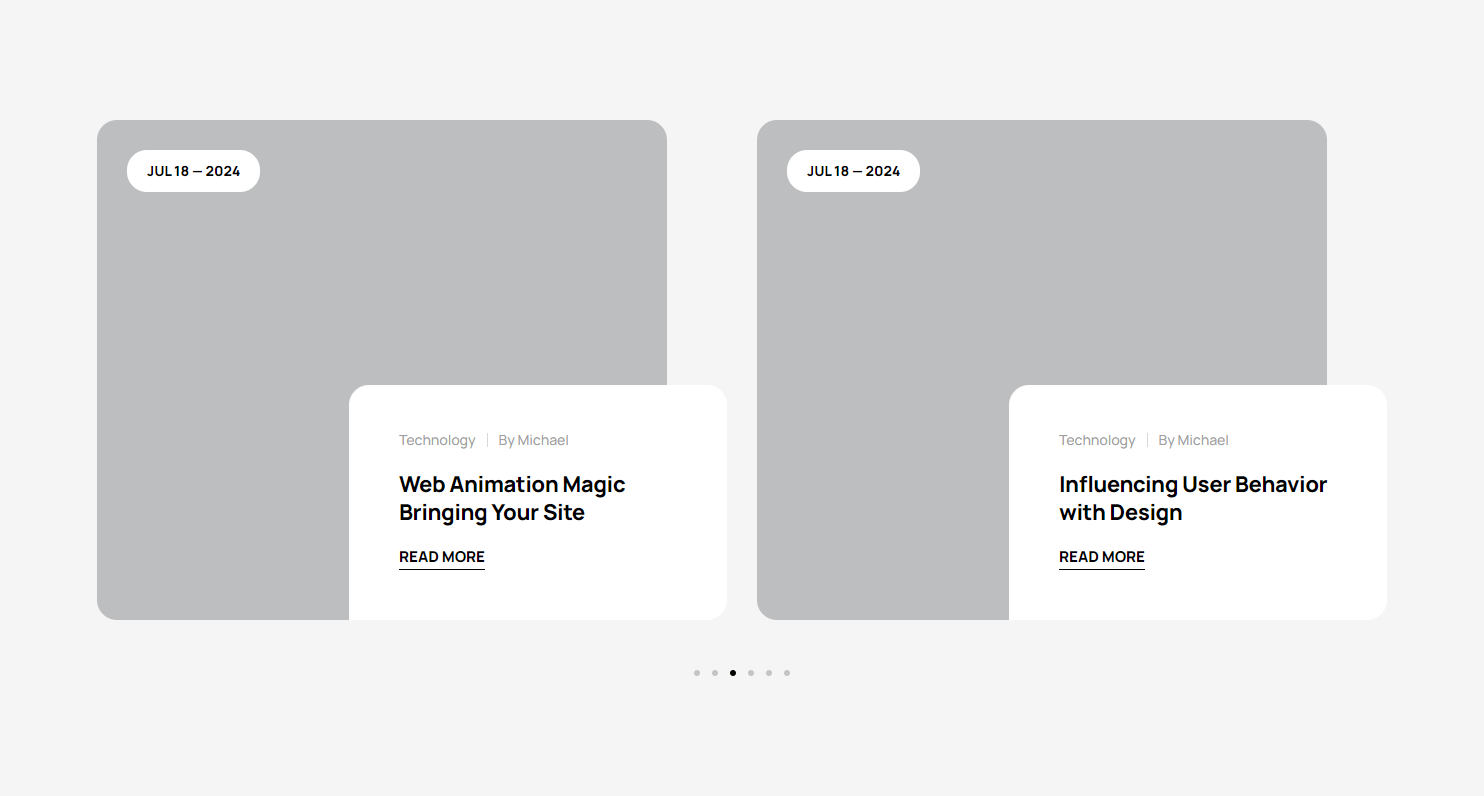 JUL 18 — 2024
Technology
By Michael
Web Animation Magic
Bringing Your Site
READ MORE
JUL 18 — 2024
Technology
By Michael
Influencing User Behavior
with Design
READ MORE